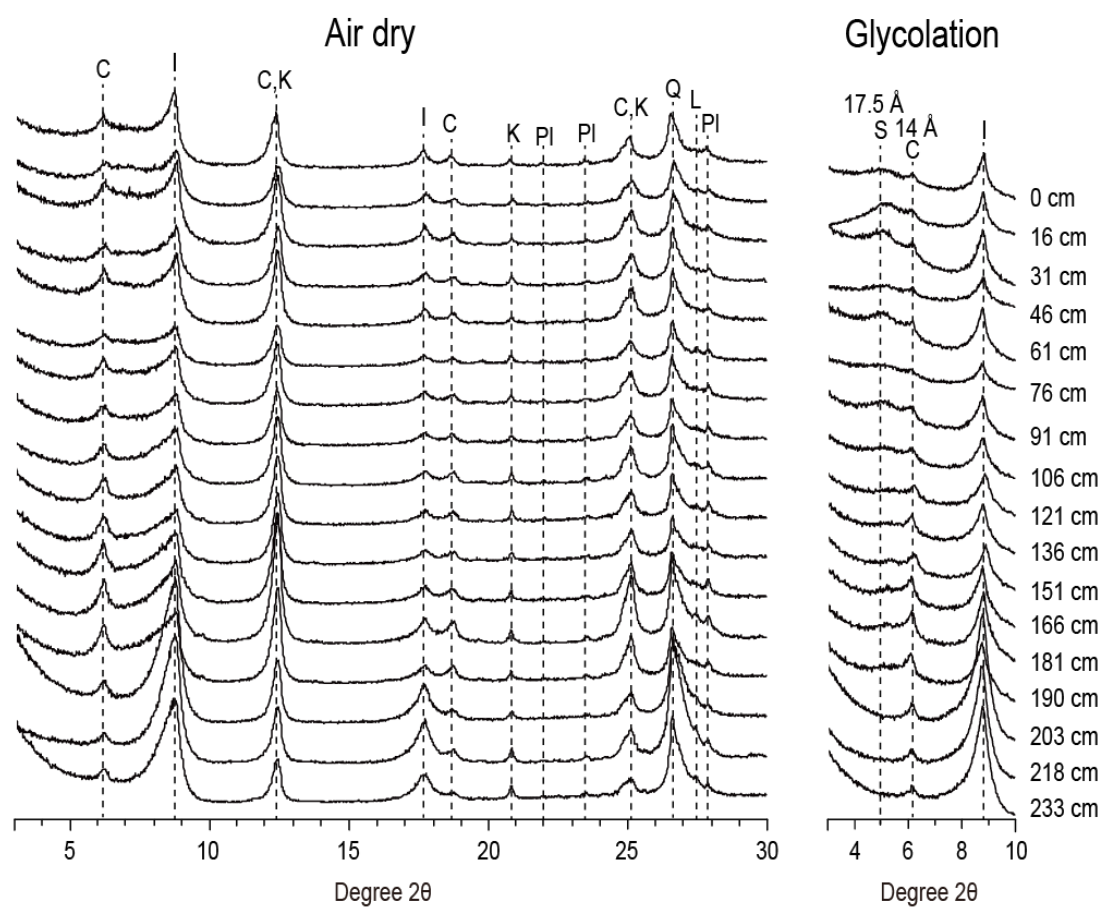 Air dry
Glycolation
C
I
C,K
I
C
K
Pl
Pl
C,K
Q
L
Pl
17.5 Å
S
14 Å
C
I
0 cm
16 cm
31 cm
46 cm
61 cm
76 cm
91 cm
106 cm
121 cm
136 cm
151 cm
166 cm
181 cm
190 cm
203 cm
218 cm
233 cm
5
10
15
20
25
30
4
6
8
10
Degree 2θ
Degree 2θ